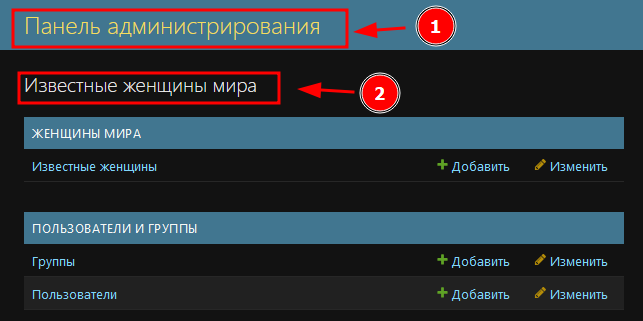 Панель администрирования 1
Известные женщины мира 2
ЖЕНЩИНЫ МИРА
Известные женщины Добавить Изменить
ПОЛЬЗОВАТЕЛИ И ГРУППЫ
Группы Добавить Изменить
Пользователи Добавить Изменить